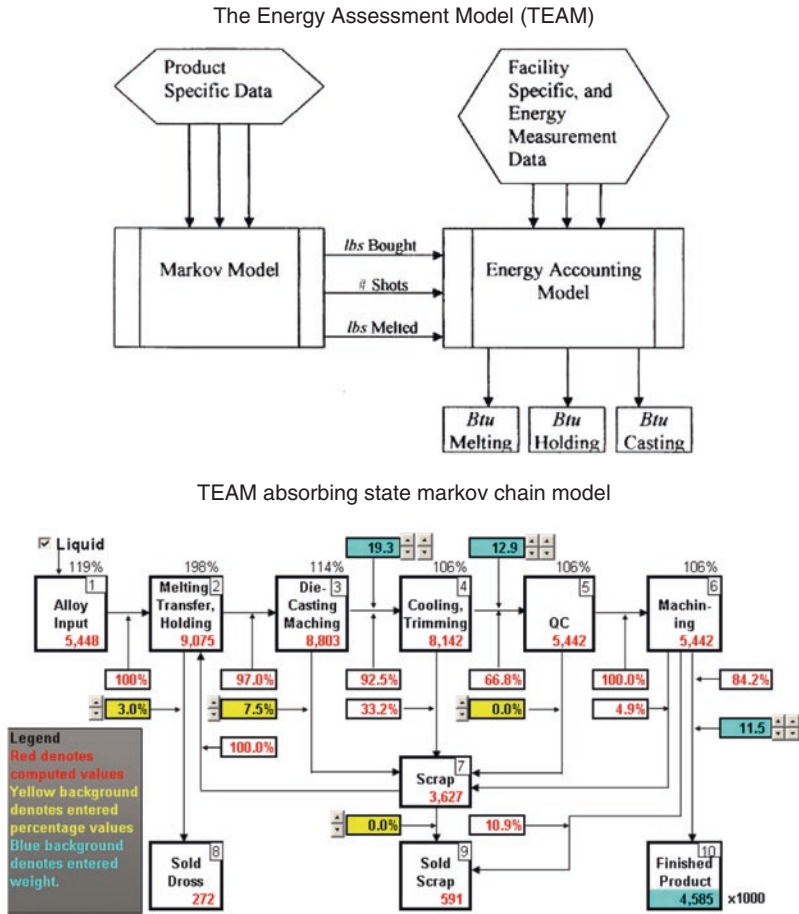 The Energy Assessment Model (TEAM)
Product
Specific Data
Facility
Specific, and
Energy
Measurement
Data
Markov Model
lbs Bought
# Shots
lbs Melted
Energy Accounting
Model
Btu
Melting
Btu
Holding
Btu
Casting
TEAM absorbing state markov chain model
Liquid
119%
198%
114%
19.3
106%
12.9
106%
106%
1
Alloy
Input
5,448
Melting 2
Transfer,
Holding
9,075
Die- 3
Casting
Maching
8,803
4
Cooling,
Trimming
8,142
5
QC
5,442
6
Machin-
ing
5,442
100%
97.0%
92.5%
66.8%
100.0%
84.2%
3.0%
7.5%
33.2%
0.0%
4.9%
11.5
100.0%
Legend
Red denotes
computed values
Yellow background
denotes entered
percentage values
Blue background
denotes entered
weight.
7
Scrap
3,627
0.0%
10.9%
8
Sold
Dross
272
9
Sold
Scrap
591
10
Finished
Product
4,585
x1000